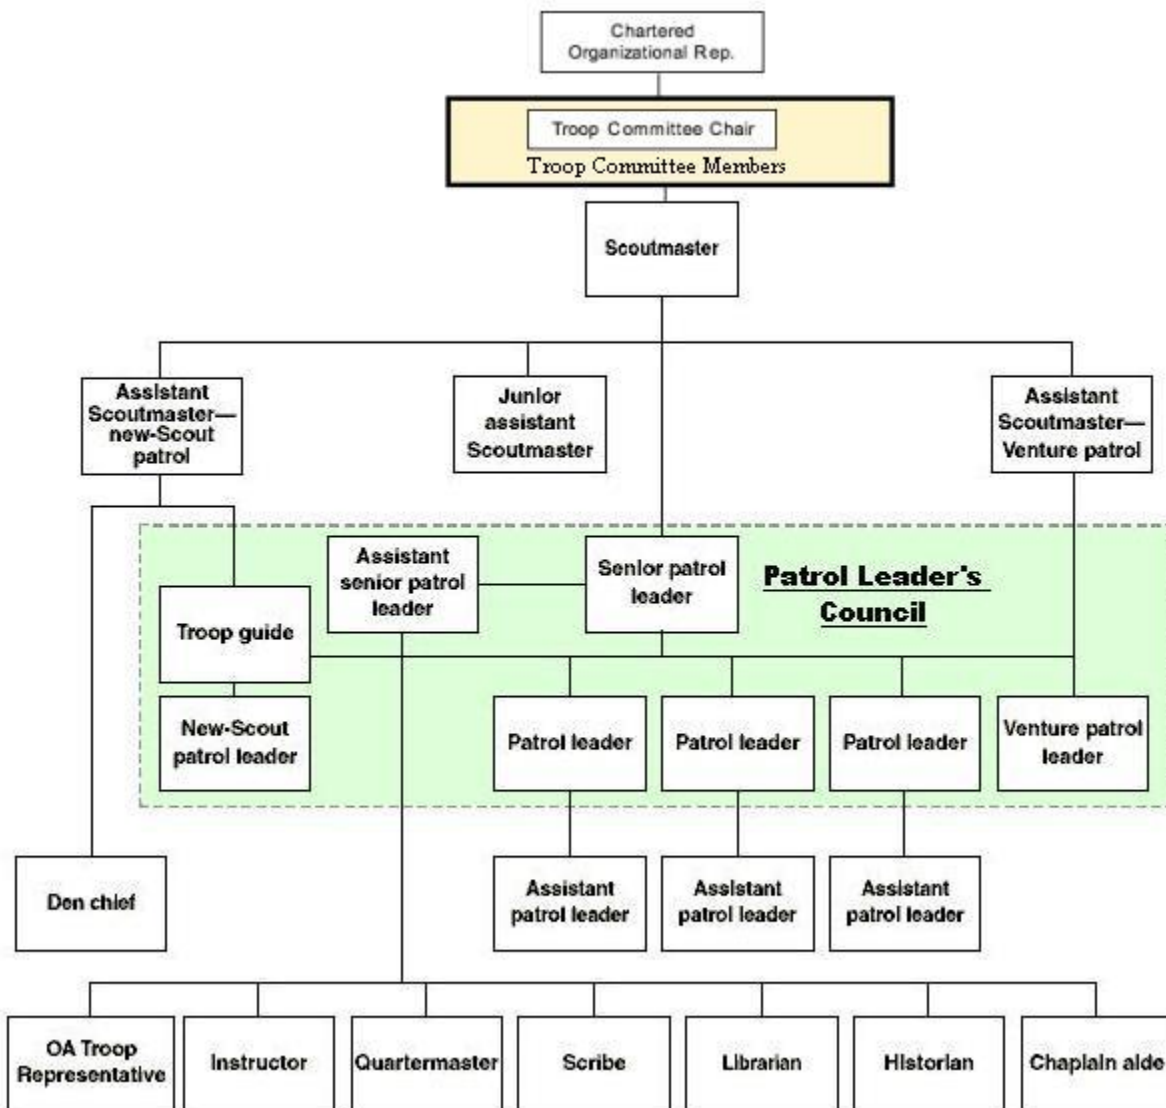 Chartered
Organizational Rep.
Troop Committee Chair
Troop Committee Members
Scoutmaster
Assistant
Scoutmaster—
new-Scout
patrol
Junior
assistant
Scoutmaster
Assistant
Scoutmaster—
Venture patrol
Assistant
senior patrol
leader
Senior patrol
leader
Patrol Leader's
Council
Troop guide
New-Scout
patrol leader
Patrol leader
Patrol leader
Patrol leader
Venture patrol
leader
Den chief
Assistant
patrol leader
Assistant
patrol leader
Assistant
patrol leader
OA Troop
Representative
Instructor
Quartermaster
Scribe
Librarian
Historian
Chaplain aide